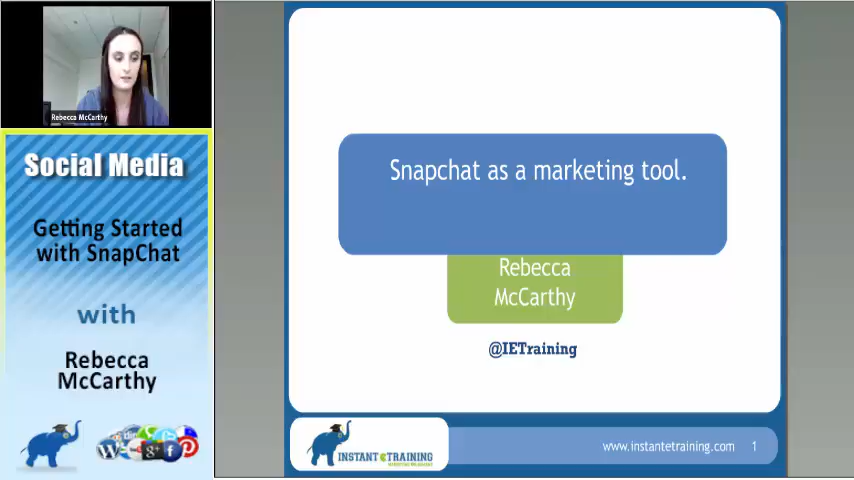 Rebecca McCarthy
Social Media
Getting Started
with SnapChat
with
Rebecca
McCarthy
Snapchat as a marketing tool.
Rebecca
McCarthy
@IETraining
INSTANT eTRAINING
www.instantetraining.com 1